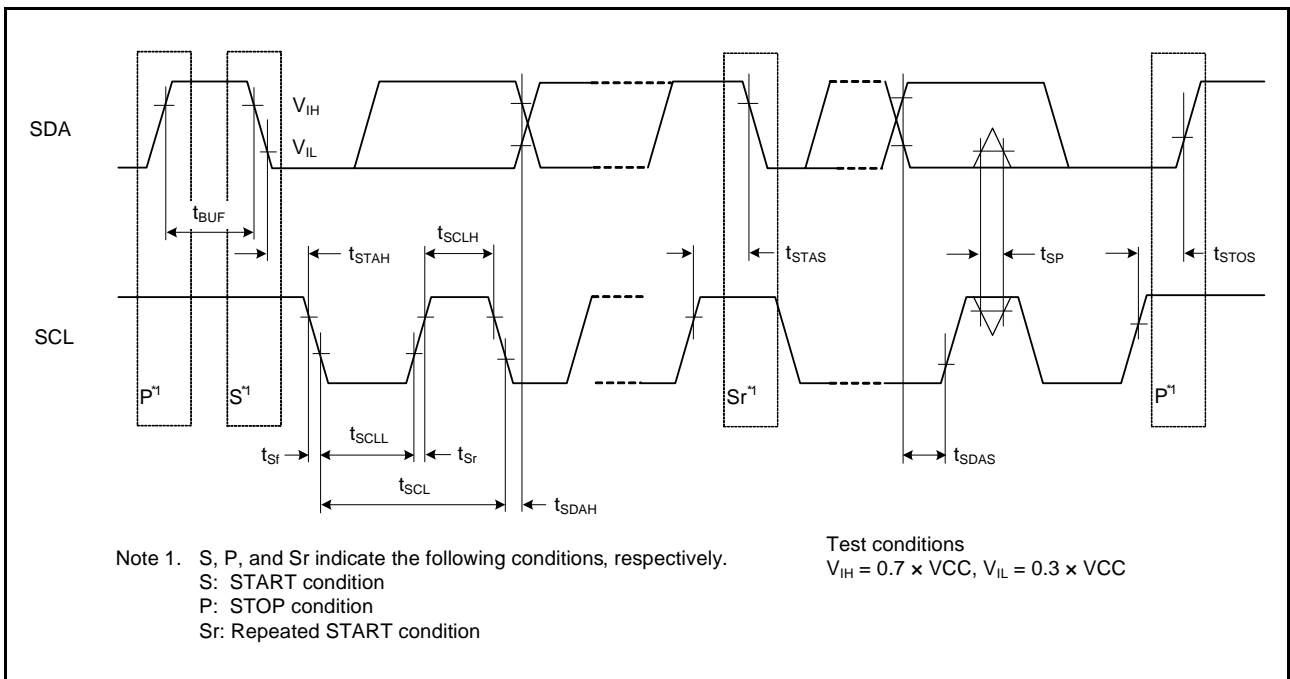 SDA
V_IH
V_IL
t_BUF
t_STAH
t_SCLH
t_STAS
t_SP
t_STOS
SCL
P*1
S*1
Sr*1
P*1
t_Sf
t_SCLL
t_Sr
t_SCL
t_SDAH
t_SDAS
Note 1. S, P, and Sr indicate the following conditions, respectively.
S: START condition
P: STOP condition
Sr: Repeated START condition
Test conditions
V_IH = 0.7 × VCC, V_IL = 0.3 × VCC